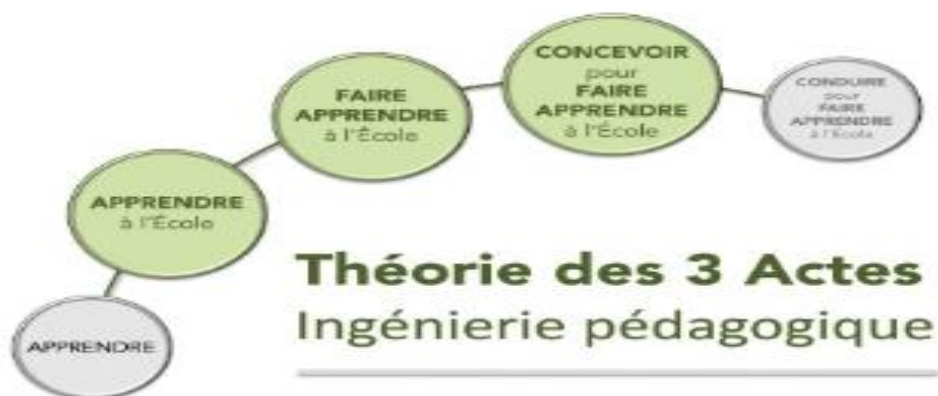 CONCEVOIR
pour
FAIRE
APPRENDRE
à l'École
CONDUIRE
pour
FAIRE
APPRENDRE
à l'École
FAIRE
APPRENDRE
à l'École
APPRENDRE
à l'École
APPRENDRE
Théorie des 3 Actes
Ingénierie pédagogique